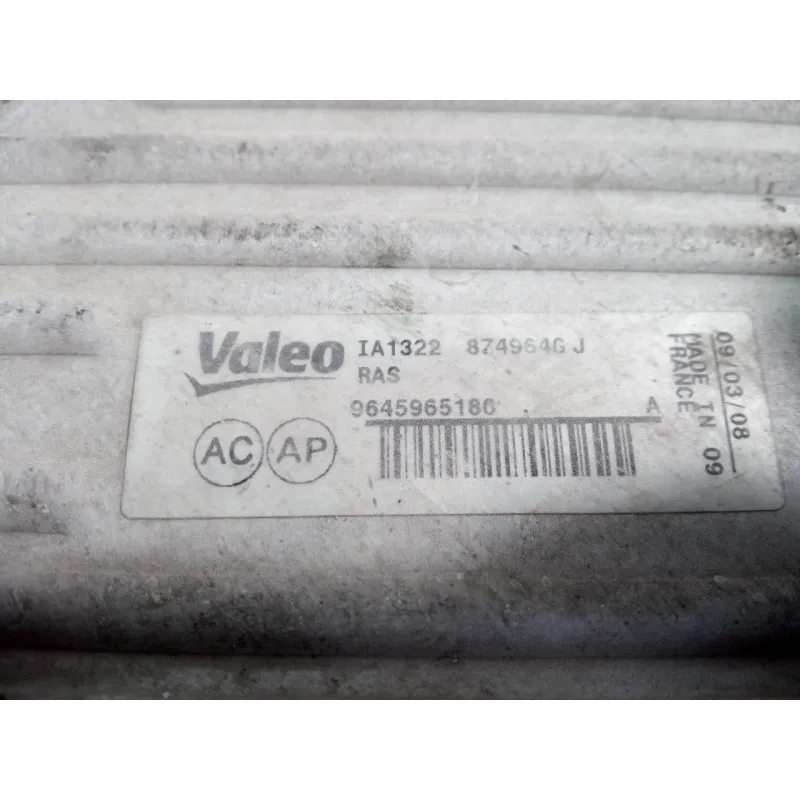 Valeo IA1322 874964G J
RAS
9645965180 A
AC AP
09/03/08
MADE IN 09
FRANCE